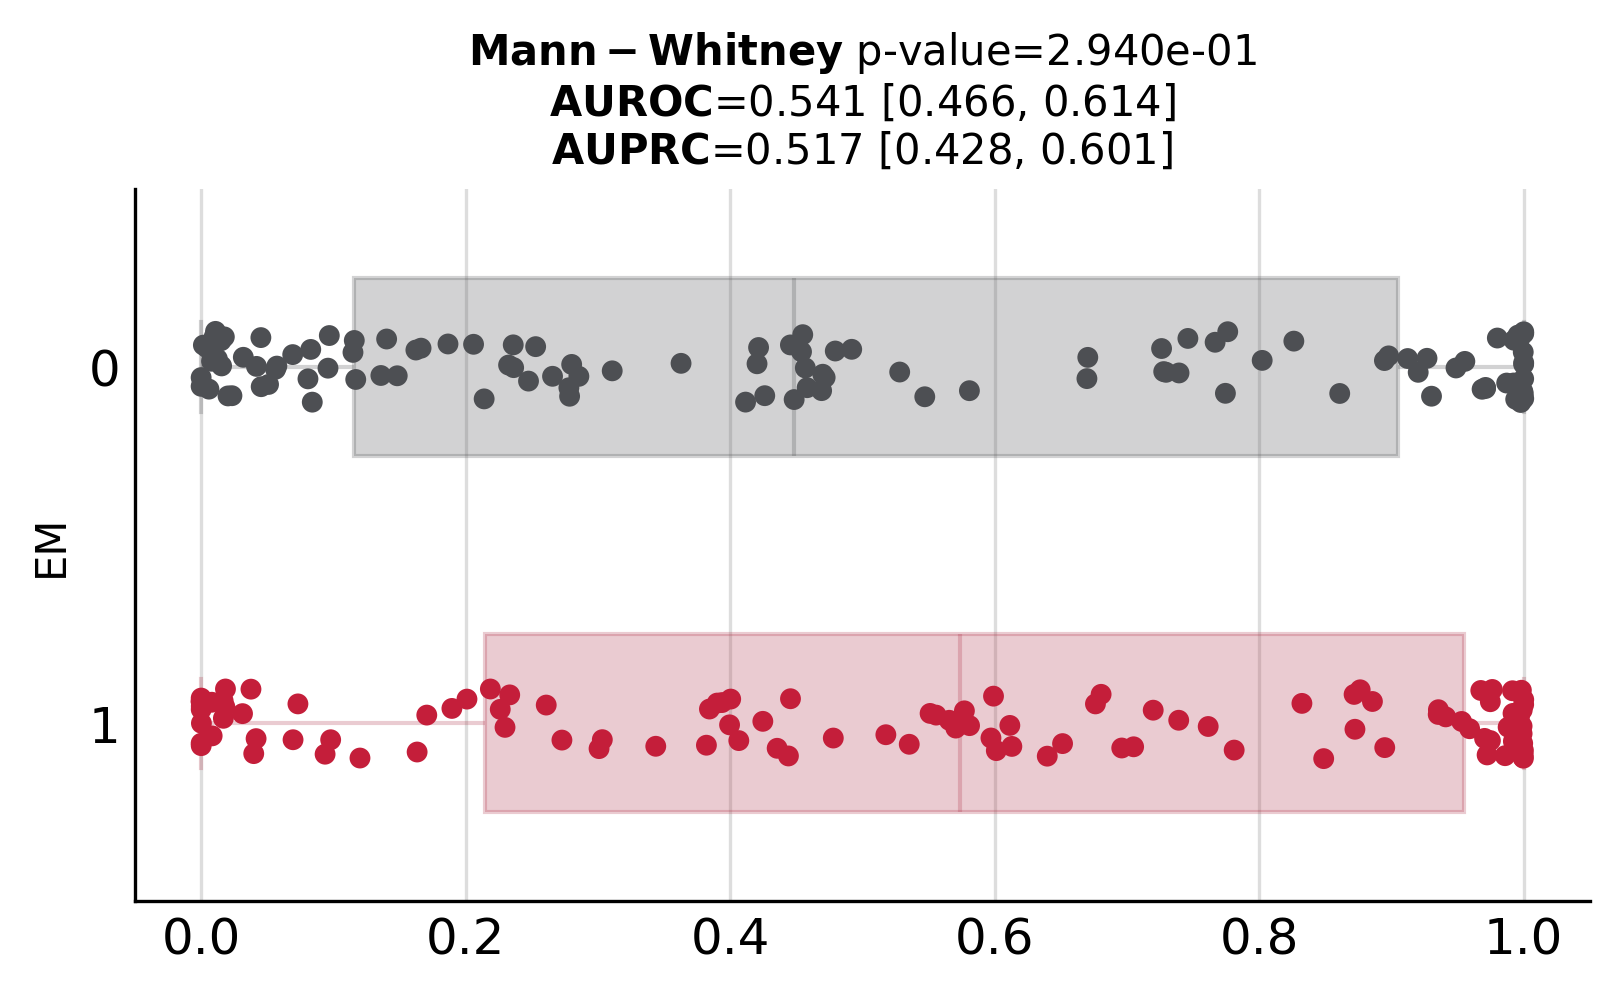 Mann – Whitney p-value=2.940e-01
AUROC=0.541 [0.466, 0.614]
AUPRC=0.517 [0.428, 0.601]
0
EM
1
0.0 0.2 0.4 0.6 0.8 1.0